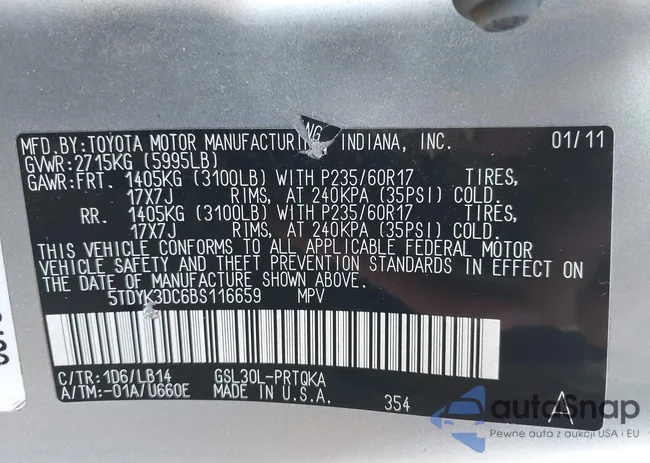 MFD.BY:TOYOTA MOTOR MANUFACTURING, INDIANA, INC. 01/11
GVWR:2715KG (5995LB)
GAWR:FRT. 1405KG (3100LB) WITH P235/60R17 TIRES,
17X7J RIMS, AT 240KPA (35PSI) COLD.
RR. 1405KG (3100LB) WITH P235/60R17 TIRES,
17X7J RIMS, AT 240KPA (35PSI) COLD.
THIS VEHICLE CONFORMS TO ALL APPLICABLE FEDERAL MOTOR
VEHICLE SAFETY AND THEFT PREVENTION STANDARDS IN EFFECT ON
THE DATE OF MANUFACTURE SHOWN ABOVE.
5TDYK3DC6BS116659 MPV
C/TR:1D6/LB14 GSL30L-PRTQKA
A/TM:-01A/U660E MADE IN U.S.A. 354 A
autoSnap
Pewne auta z aukcji USA i EU